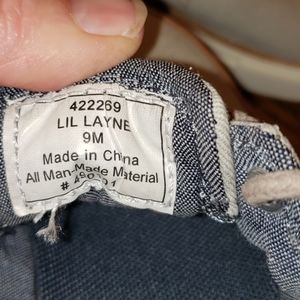 422269
LIL LAYNE
9M
Made in China
All Man-Made Material
#